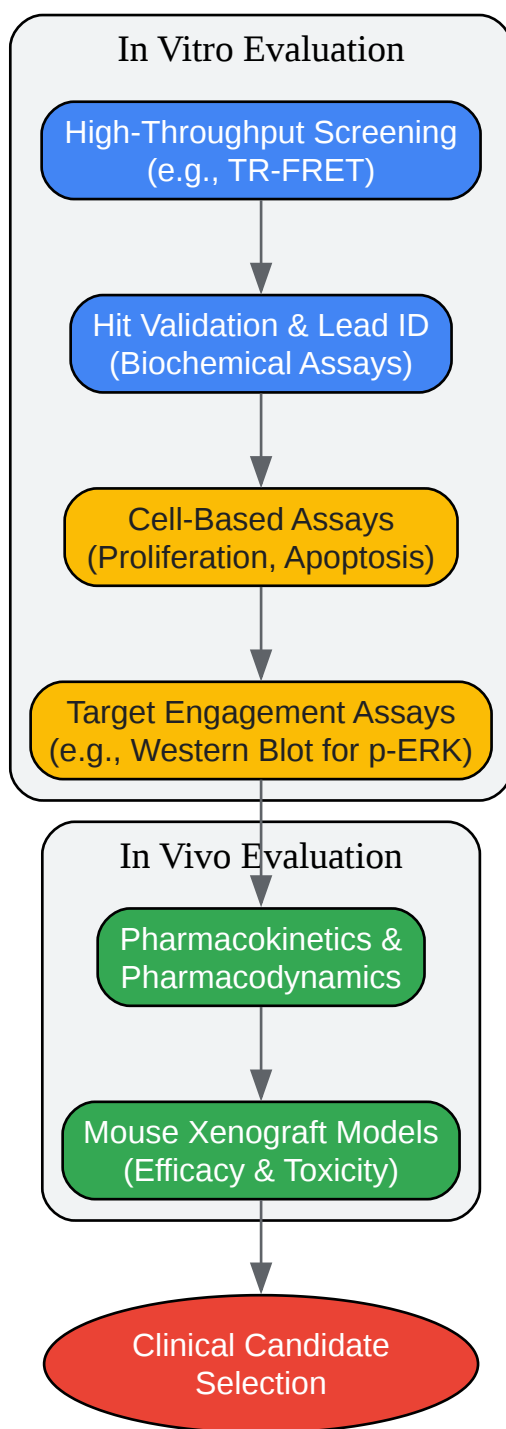 In Vitro Evaluation
High-Throughput Screening
(e.g., TR-FRET)
Hit Validation & Lead ID
(Biochemical Assays)
Cell-Based Assays
(Proliferation, Apoptosis)
Target Engagement Assays
(e.g., Western Blot for p-ERK)
In Vivo Evaluation
Pharmacokinetics &
Pharmacodynamics
Mouse Xenograft Models
(Efficacy & Toxicity)
Clinical Candidate
Selection